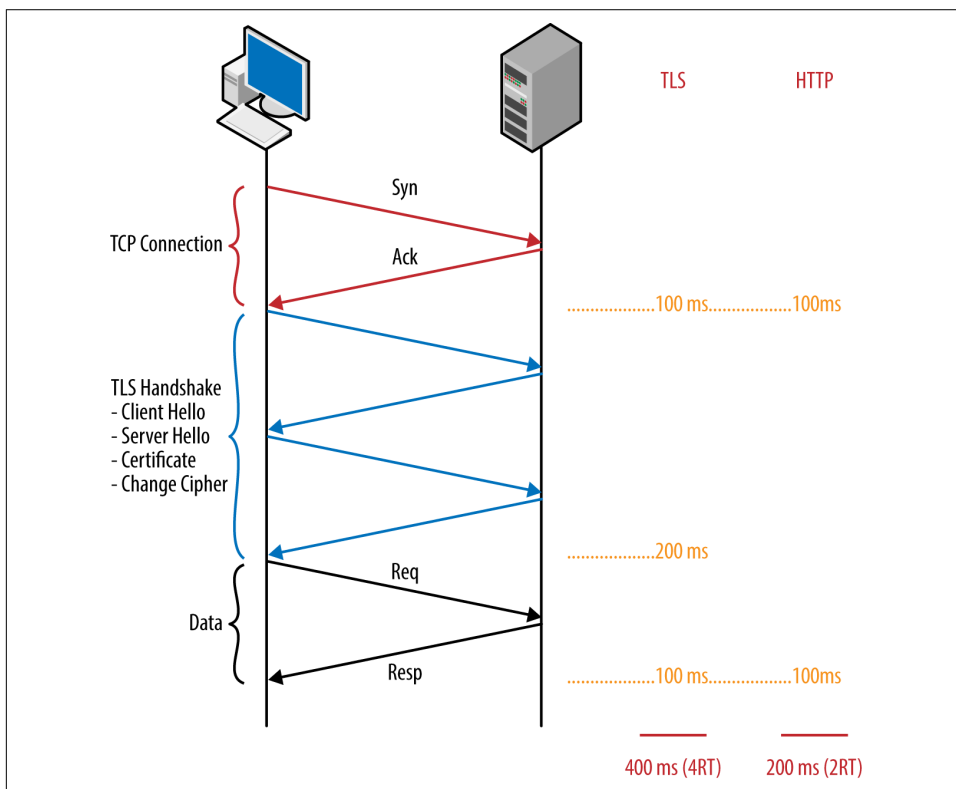 TLS HTTP
Syn
TCP Connection
Ack
..................100 ms..................100ms
TLS Handshake
- Client Hello
- Server Hello
- Certificate
- Change Cipher
..................200 ms
Req
Data
Resp
..................100 ms..................100ms
400 ms (4RT) 200 ms (2RT)